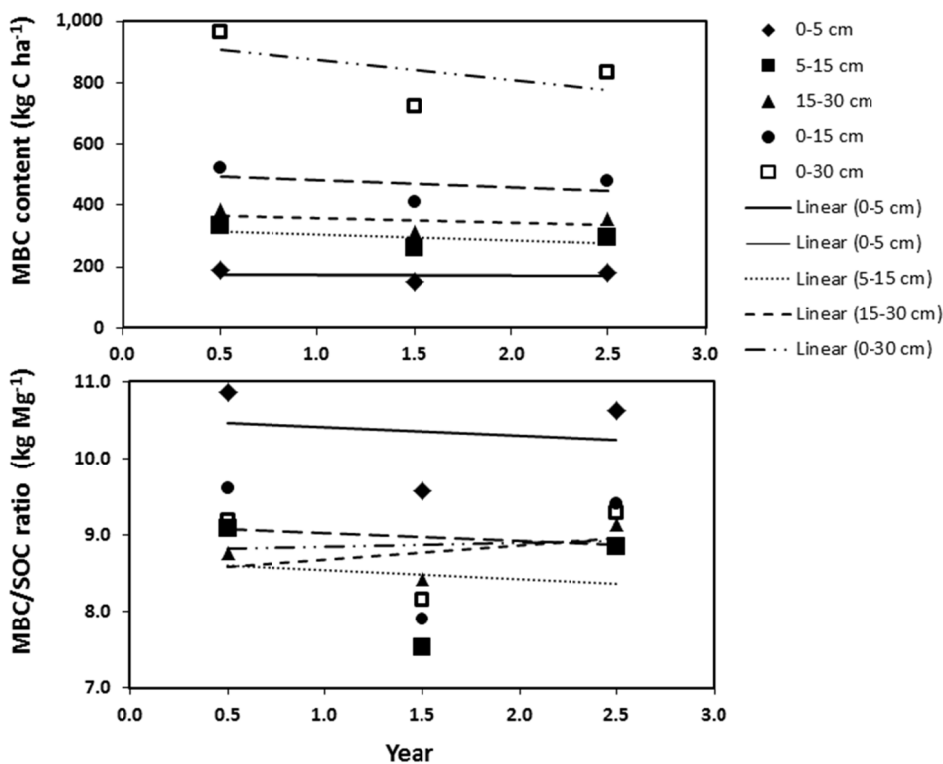 MBC content (kg C ha-1)
1,000
800
600
400
200
0
0.0 0.5 1.0 1.5 2.0 2.5 3.0
0-5 cm
5-15 cm
15-30 cm
0-15 cm
0-30 cm
Linear (0-5 cm)
Linear (0-5 cm)
Linear (5-15 cm)
Linear (15-30 cm)
Linear (0-30 cm)
MBC/SOC ratio (kg Mg-1)
11.0
10.0
9.0
8.0
7.0
0.0 0.5 1.0 1.5 2.0 2.5 3.0
Year